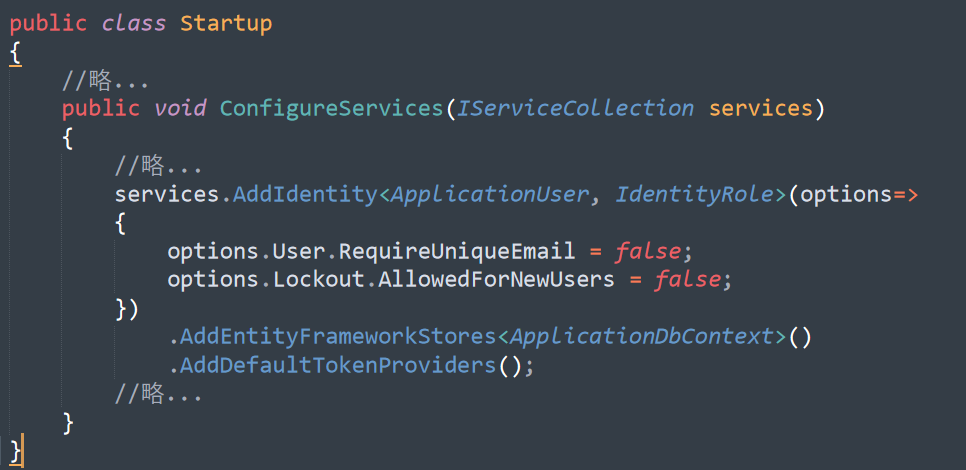 public class Startup
{
//略...
public void ConfigureServices(IServiceCollection services)
{
//略...
services.AddIdentity<ApplicationUser, IdentityRole>(options=>
{
options.User.RequireUniqueEmail = false;
options.Lockout.AllowedForNewUsers = false;
})
.AddEntityFrameworkStores<ApplicationDbContext>()
.AddDefaultTokenProviders();
//略...
}
}